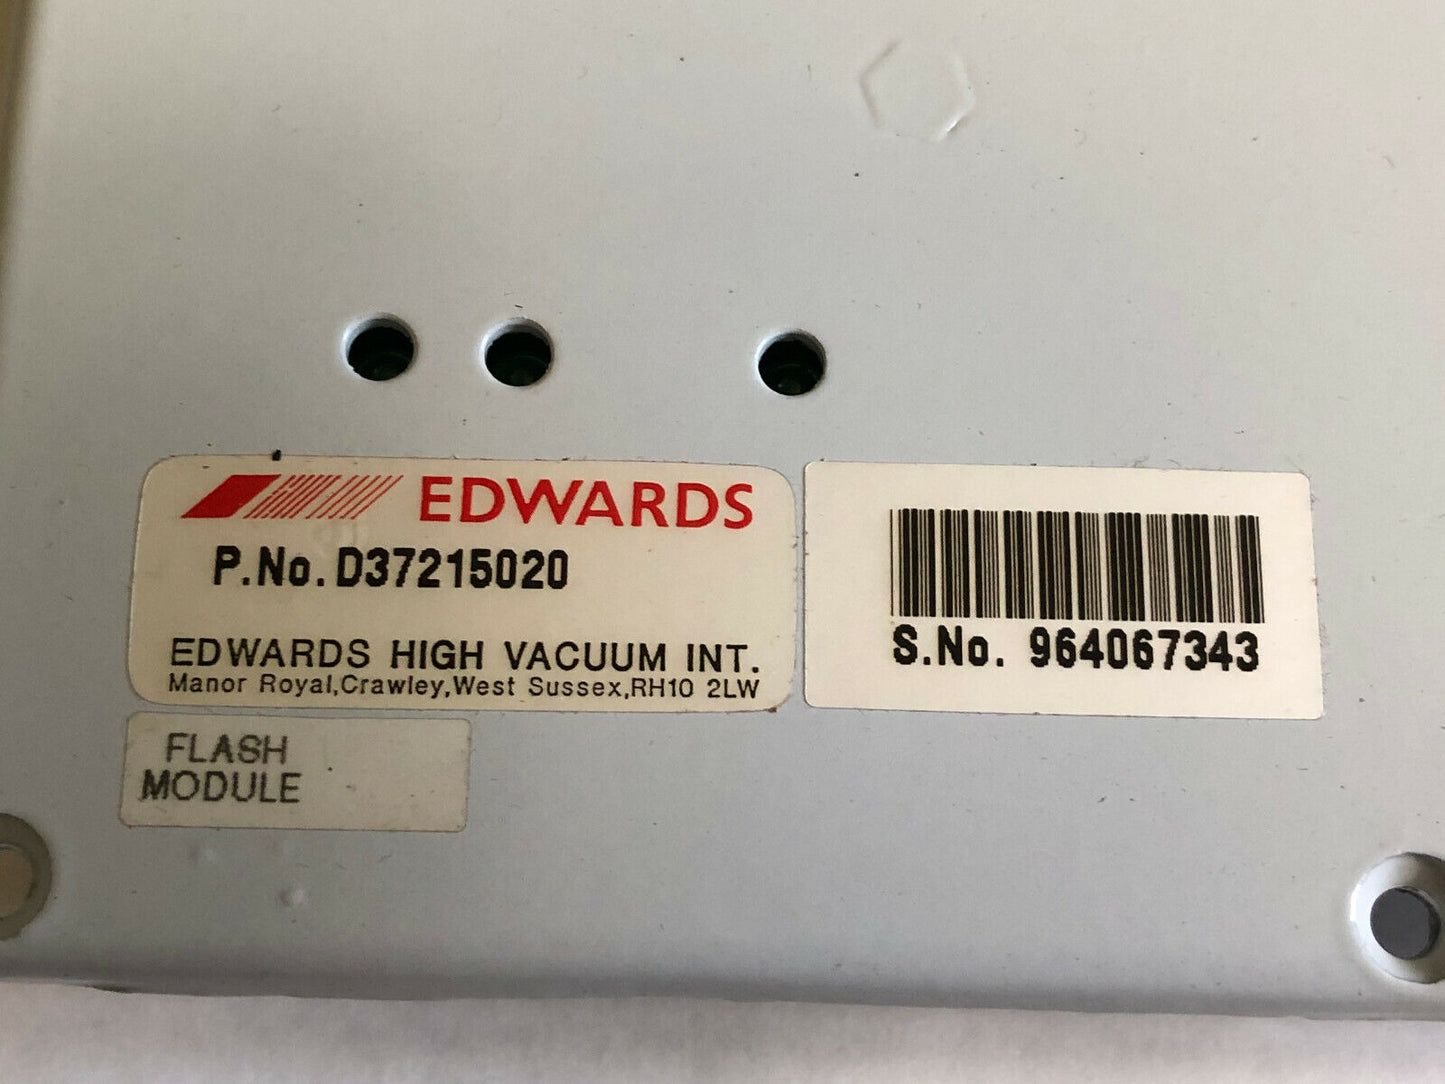 EDWARDS
P.No. D37215020
EDWARDS HIGH VACUUM INT.
Manor Royal,Crawley,West Sussex,RH10 2LW
S.No. 964067343
FLASH
MODULE